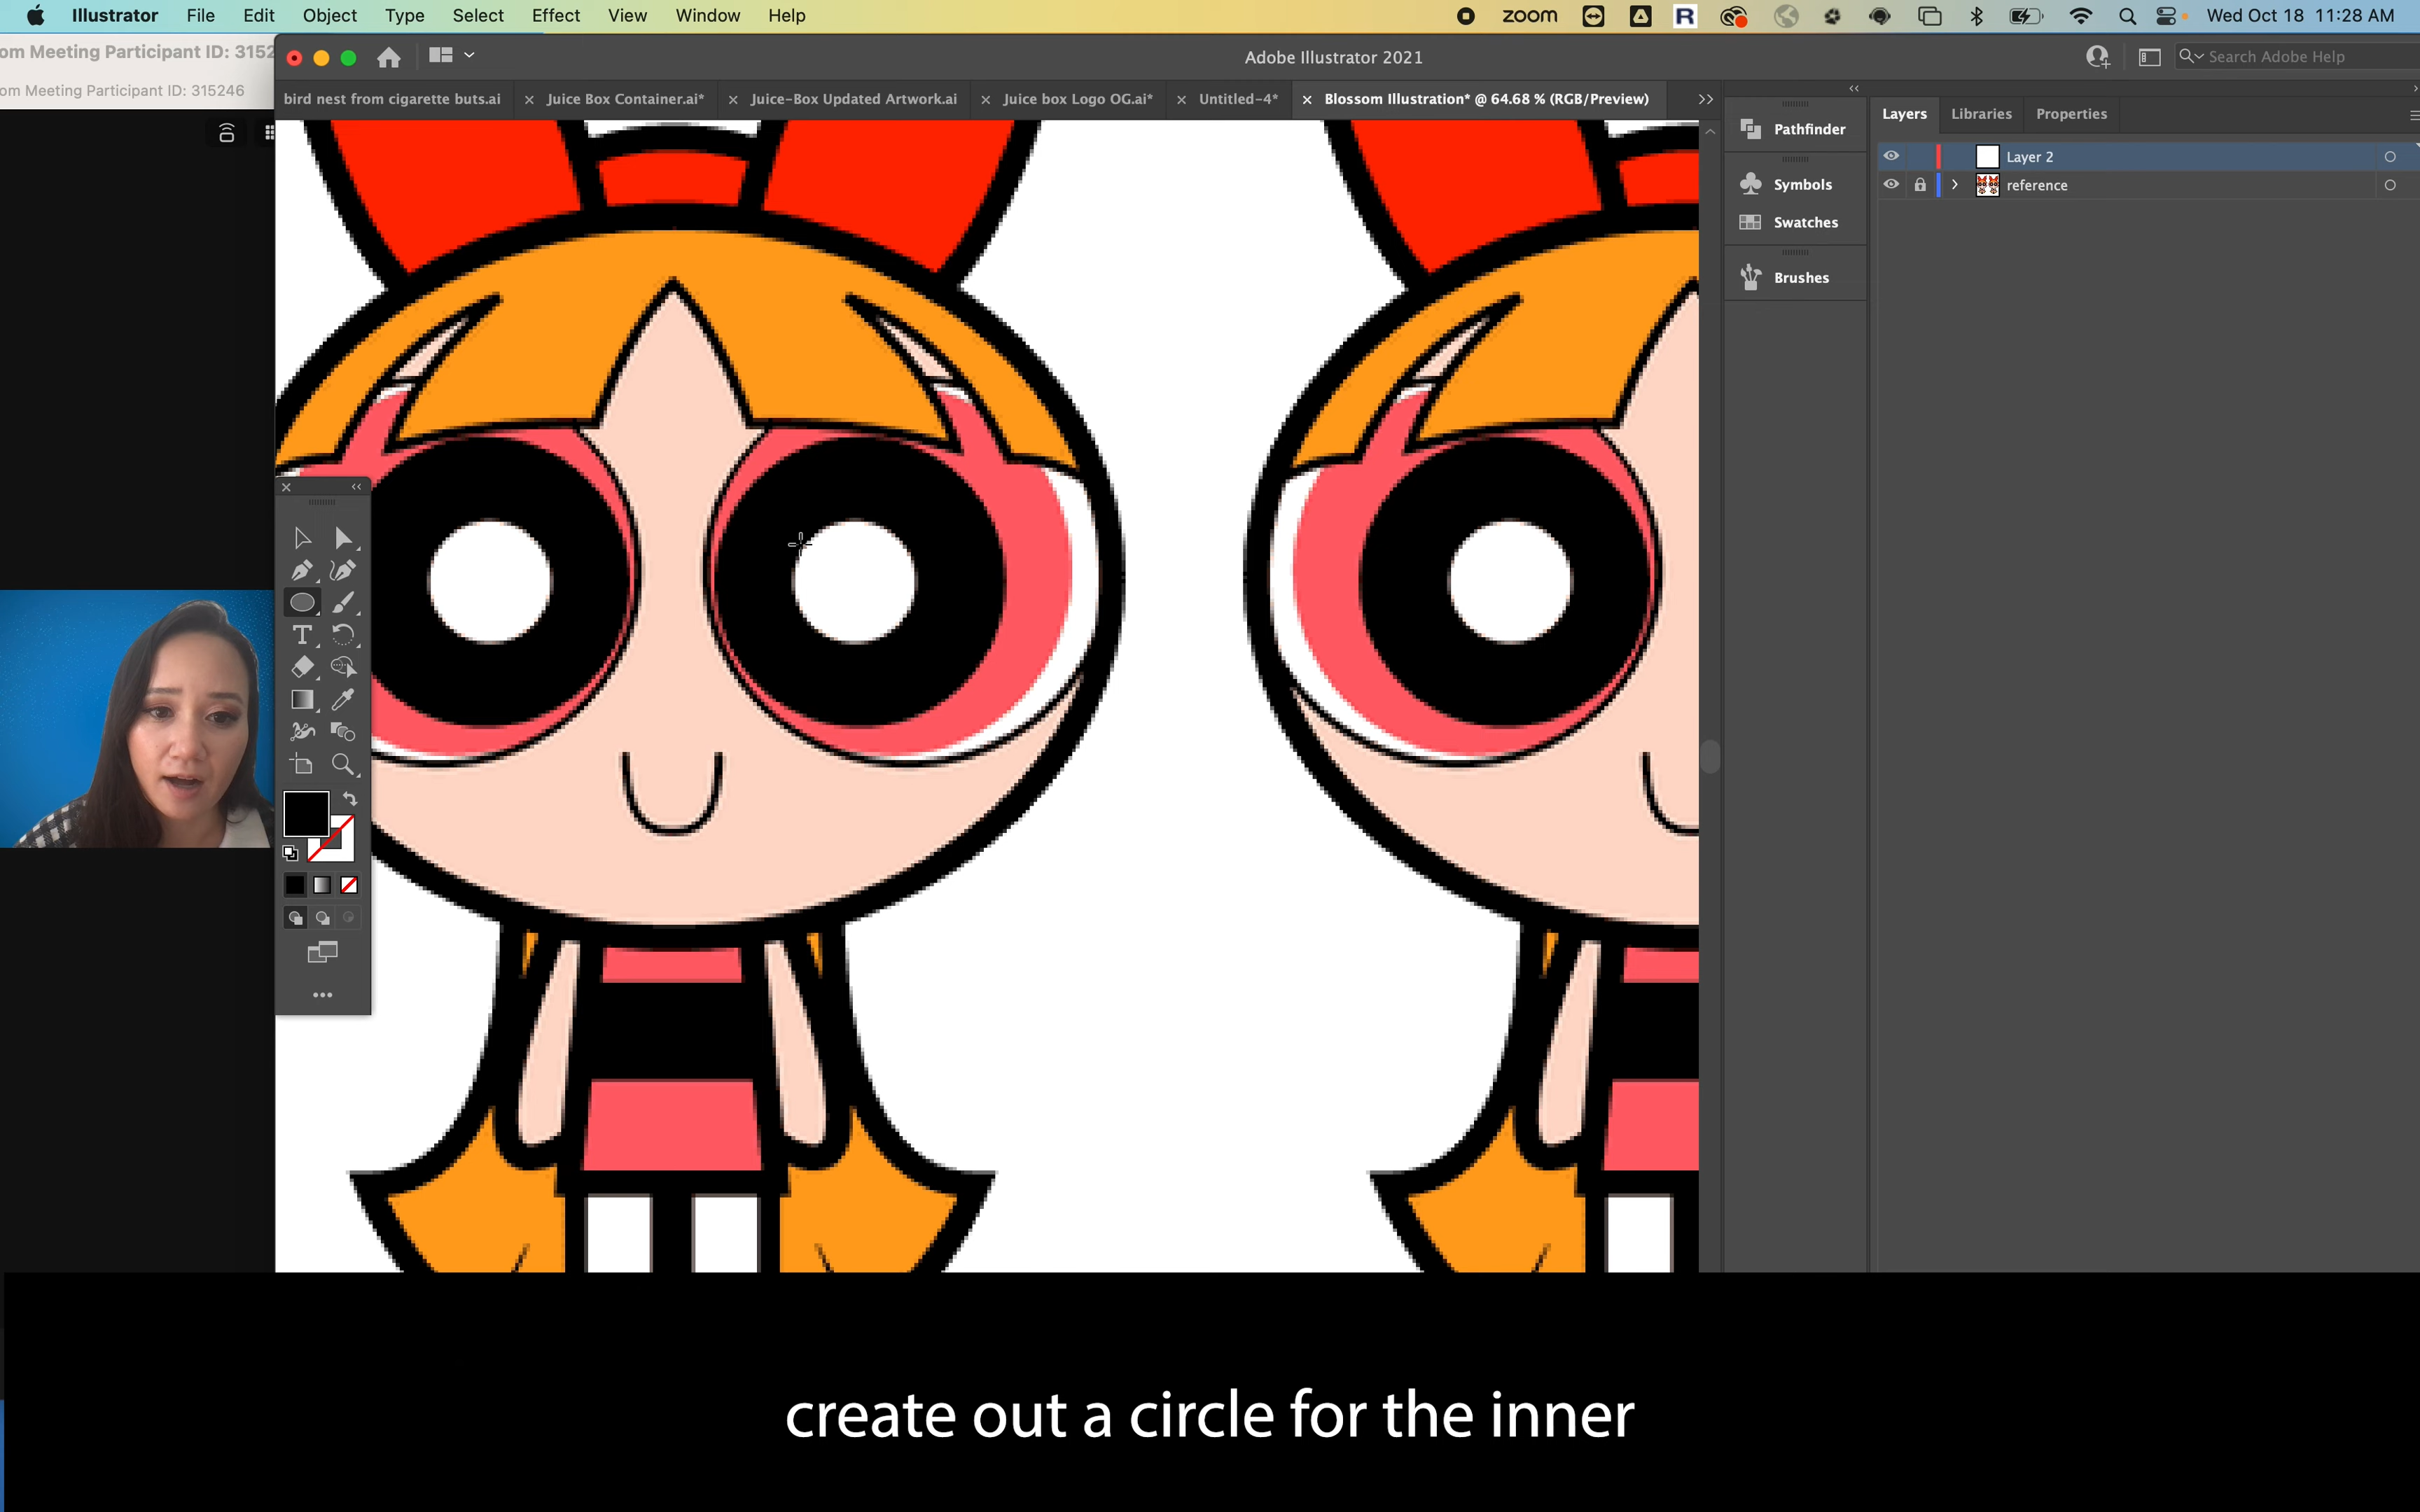 Illustrator File Edit Object Type Select Effect View Window Help zoom R Wed Oct 18 11:28 AM
om Meeting Participant ID: 3152
om Meeting Participant ID: 315246
Adobe Illustrator 2021
Search Adobe Help
bird nest from cigarette buts.ai
Juice Box Container.ai*
Juice-Box Updated Artwork.ai
Juice box Logo OG.ai*
Untitled-4*
Blossom Illustration* @ 64.68 % (RGB/Preview)
Pathfinder
Symbols
Swatches
Brushes
Layers Libraries Properties
Layer 2
reference
create out a circle for the inner